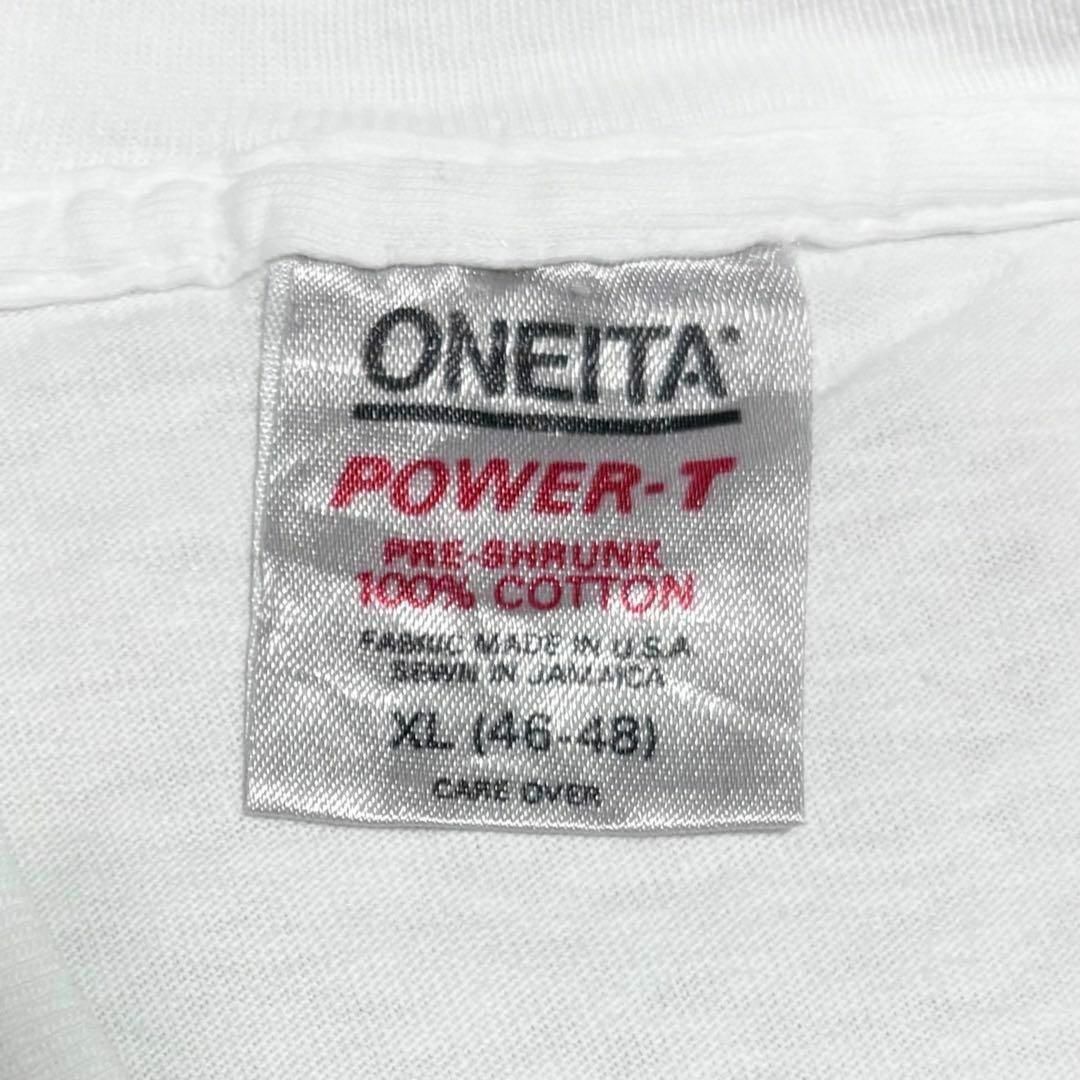 ONEITA
POWER-T
PRE-SHRUNK
100% COTTON
FABRIC MADE IN U.S.A
SEWN IN JAMAICA
XL (46-48)
CARE OVER